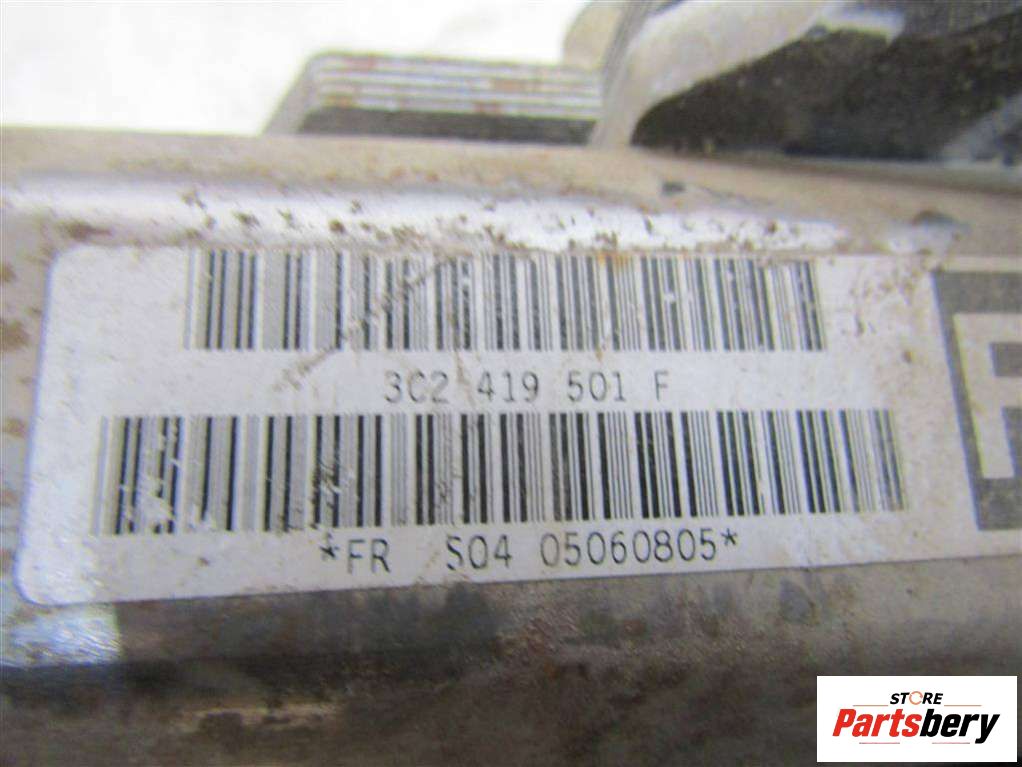 3C2 419 501 F
*FR S04 05060805*
STORE
Partsbery